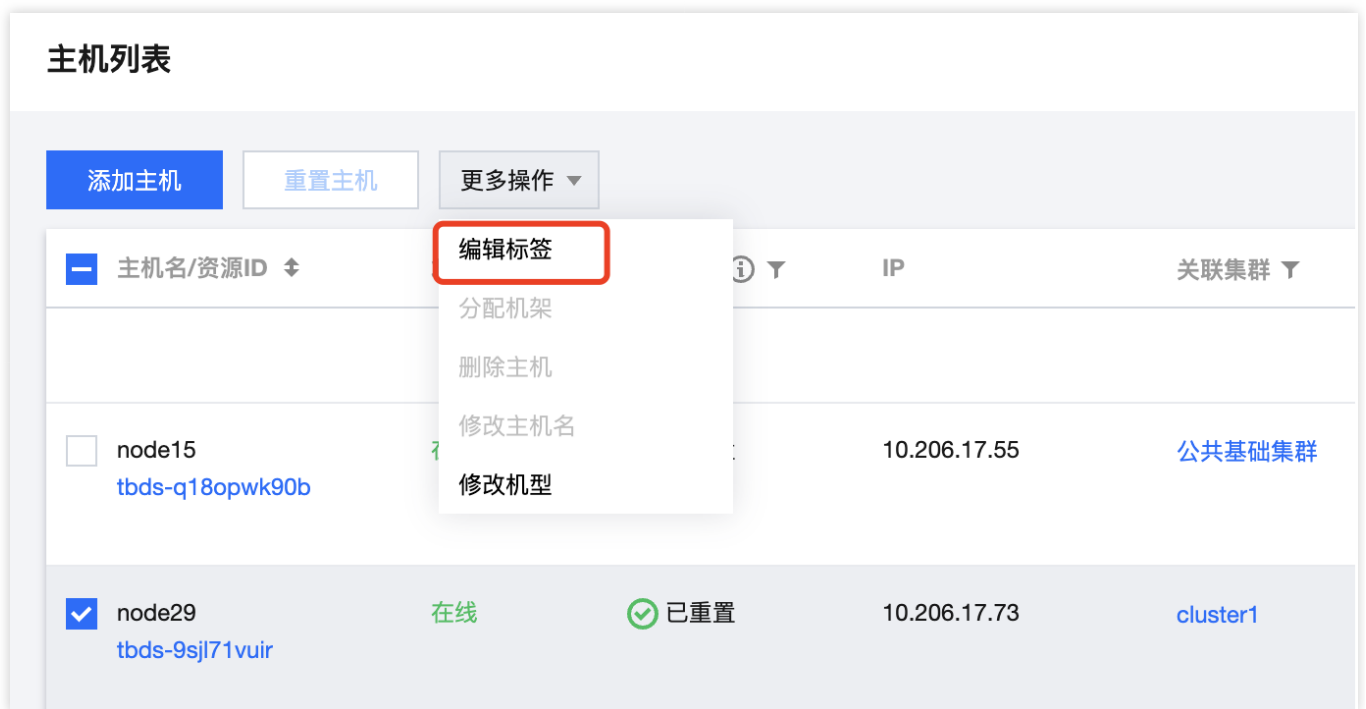 主机列表
添加主机 重置主机 更多操作
主机名/资源ID IP 关联集群
编辑标签
分配机架
删除主机
修改主机名
修改机型
node15 10.206.17.55 公共基础集群
tbds-q18opwk90b
node29 在线 已重置 10.206.17.73 cluster1
tbds-9sjl71vuir